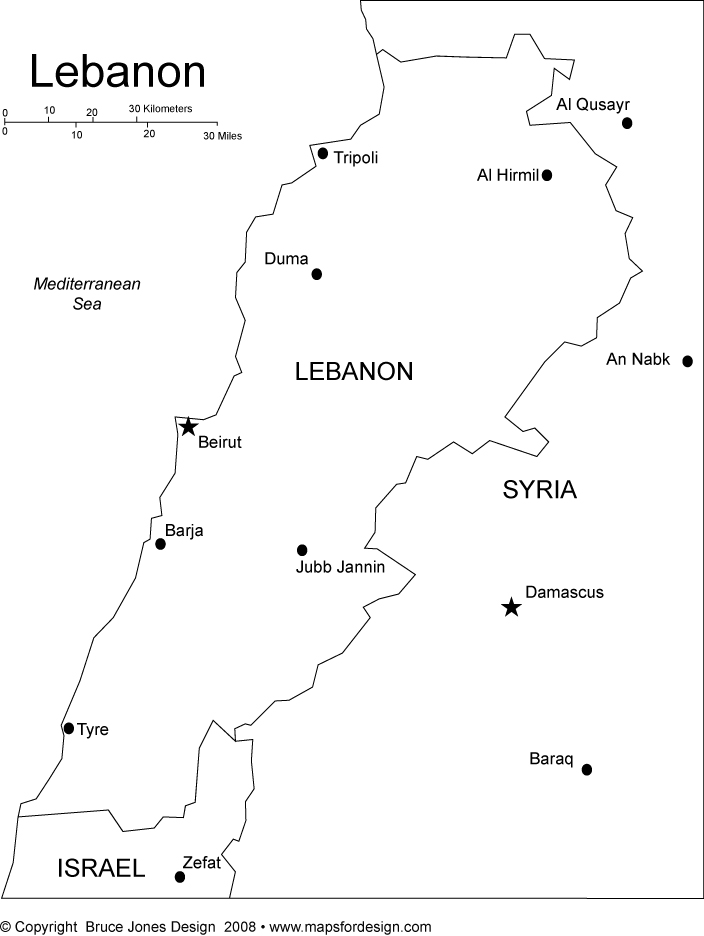 Lebanon
0 10 20 30 Kilometers
0 10 20 30 Miles
Al Qusayr
Tripoli
Al Hirmil
Duma
Mediterranean
Sea
An Nabk
LEBANON
Beirut
SYRIA
Barja
Jubb Jannin
Damascus
Tyre
Baraq
Zefat
ISRAEL
© Copyright Bruce Jones Design 2008 • www.mapsfordesign.com